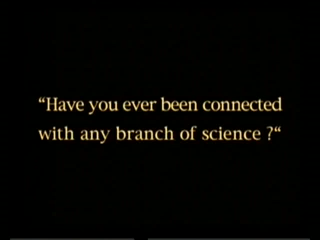 “Have you ever been connected
with any branch of science ?“